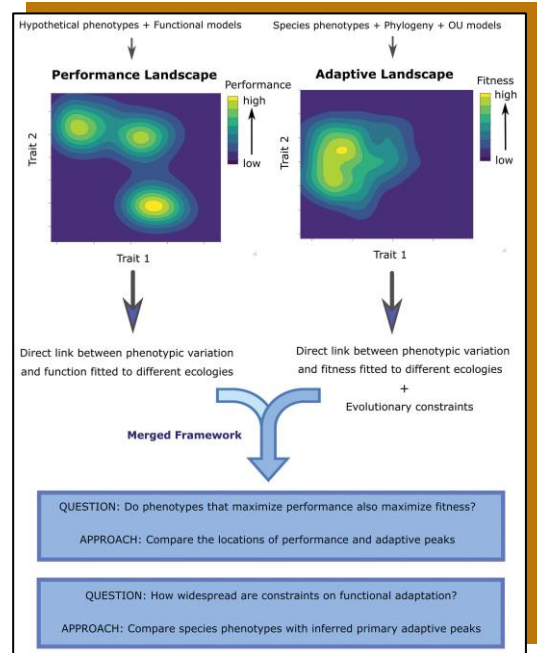 Hypothetical phenotypes + Functional models
Species phenotypes + Phylogeny + OU models
Performance Landscape
Adaptive Landscape
Performance
high
low
Trait 2
Trait 1
Fitness
high
low
Trait 2
Trait 1
Direct link between phenotypic variation
and function fitted to different ecologies
Direct link between phenotypic variation
and fitness fitted to different ecologies
+
Evolutionary constraints
Merged Framework
QUESTION: Do phenotypes that maximize performance also maximize fitness?
APPROACH: Compare the locations of performance and adaptive peaks
QUESTION: How widespread are constraints on functional adaptation?
APPROACH: Compare species phenotypes with inferred primary adaptive peaks